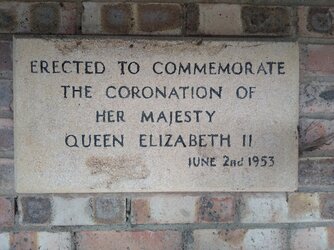 ERECTED TO COMMEMORATE
THE CORONATION OF
HER MAJESTY
QUEEN ELIZABETH II
JUNE 2nd 1953